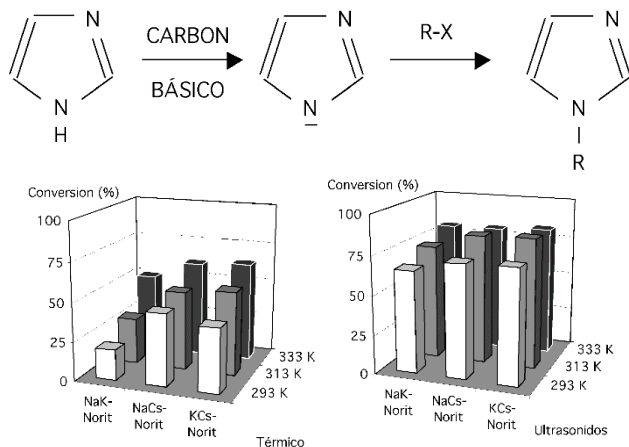 N
N
H
CARBON
BÁSICO
N
N
R-X
N
N
R
Conversion (%)
100
75
50
25
0
NaK-
Norit
NaCs-
Norit
KCs-
Norit
333 K
313 K
293 K
Térmico
Conversion (%)
100
75
50
25
0
NaK-
Norit
NaCs-
Norit
KCs-
Norit
333 K
313 K
293 K
Ultrasonidos